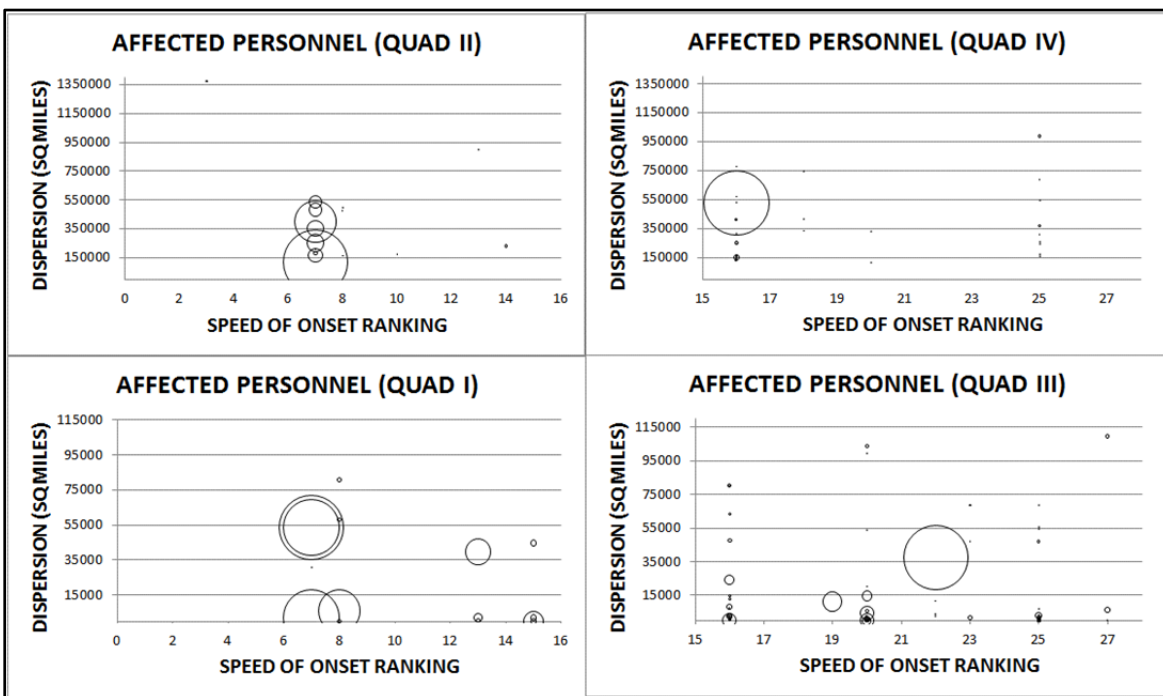 AFFECTED PERSONNEL (QUAD II)
DISPERSION (SQMILES)
1350000
1150000
950000
750000
550000
350000
150000
0 2 4 6 8 10 12 14 16
SPEED OF ONSET RANKING
AFFECTED PERSONNEL (QUAD IV)
DISPERSION (SQMILES)
1350000
1150000
950000
750000
550000
350000
150000
15 17 19 21 23 25 27
SPEED OF ONSET RANKING
AFFECTED PERSONNEL (QUAD I)
DISPERSION (SQMILES)
115000
95000
75000
55000
35000
15000
0 2 4 6 8 10 12 14 16
SPEED OF ONSET RANKING
AFFECTED PERSONNEL (QUAD III)
DISPERSION (SQMILES)
115000
95000
75000
55000
35000
15000
15 17 19 21 23 25 27
SPEED OF ONSET RANKING